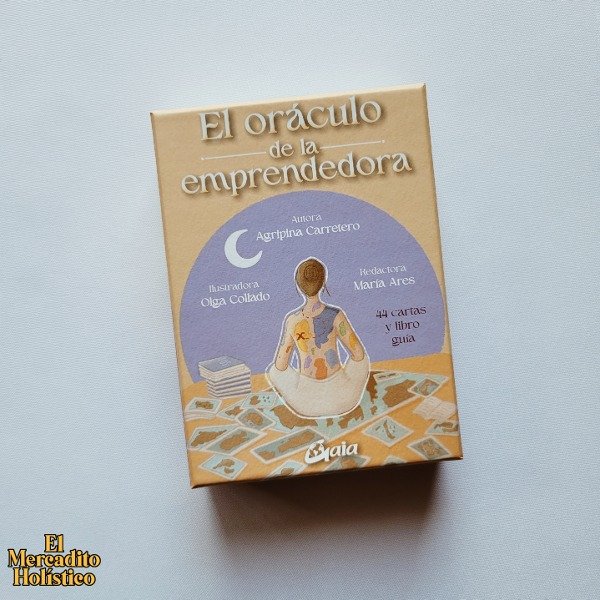 El oráculo
de la
emprendedora
Autora
Agripina Carretero
Ilustradora
Olga Collado
Redactora
María Ares
44 cartas
y libro
guía
Gaia
El
Mercadito
Holístico